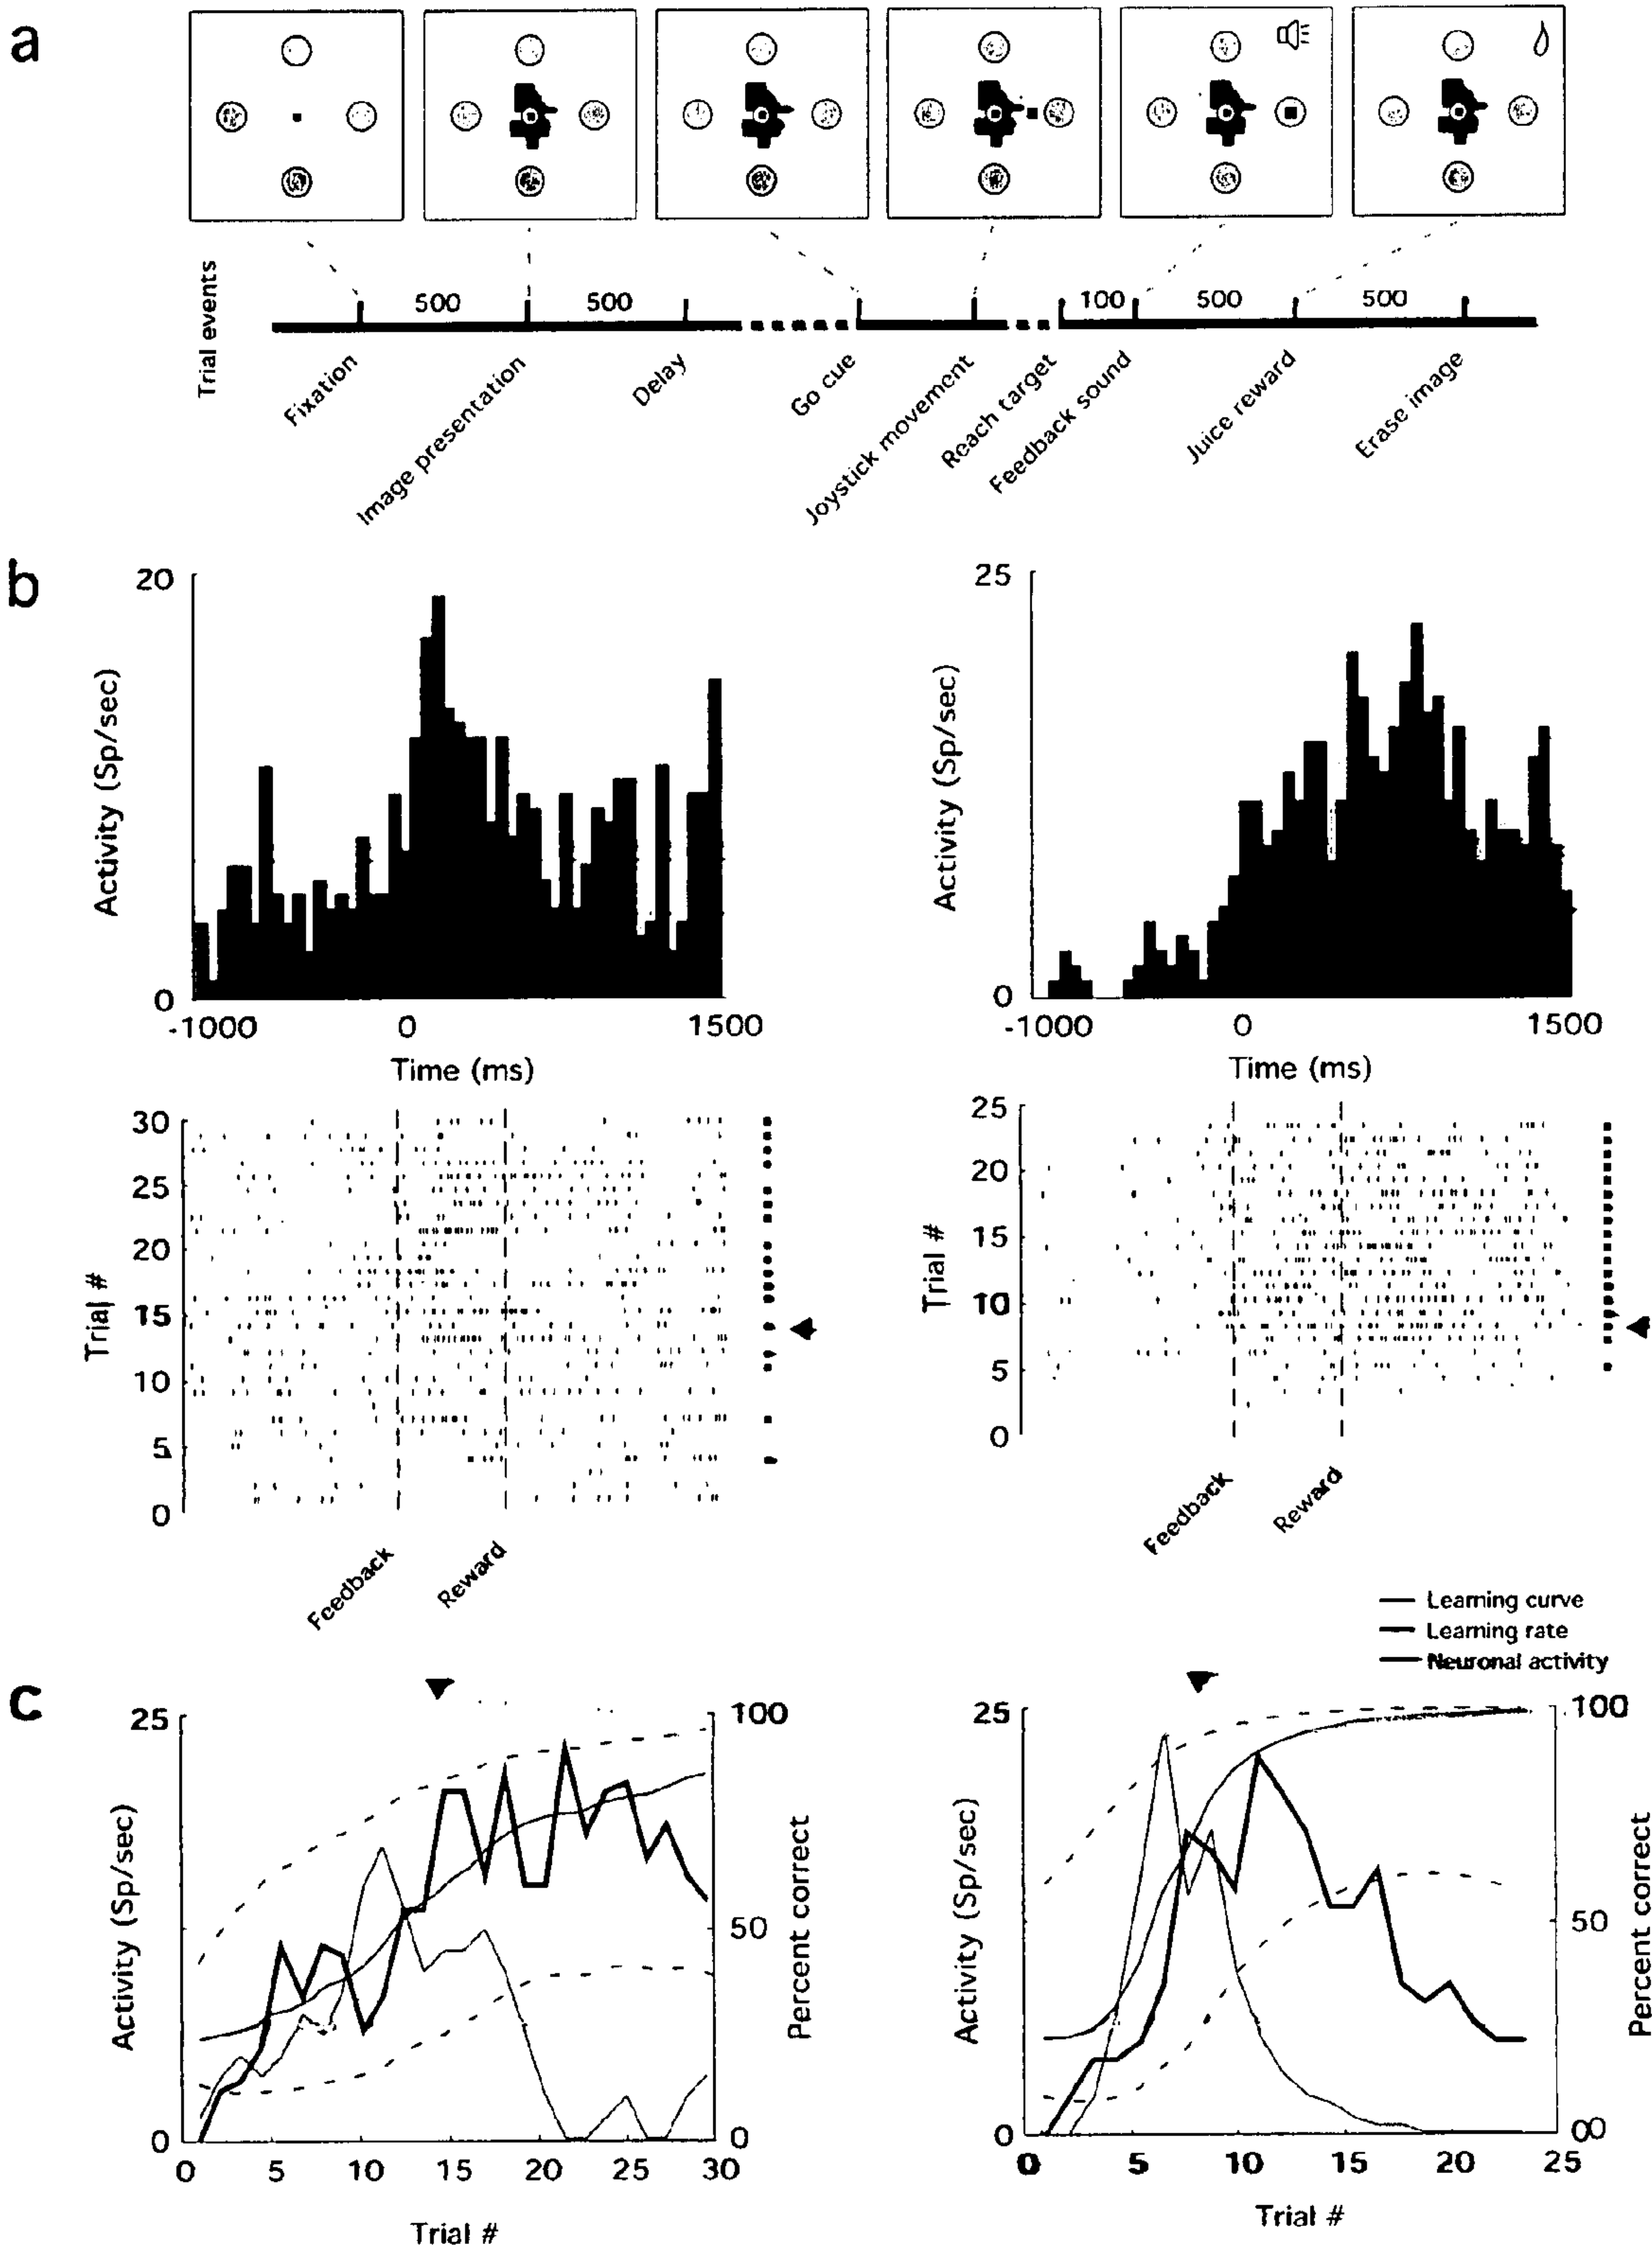 a
Trial events
500
500
100
500
500
Fixation
Image presentation
Delay
Go cue
Joystick movement
Reach target
Feedback sound
Juice reward
Erase image
b
20
Activity (Sp/sec)
0
-1000
0
1500
Time (ms)
25
Activity (Sp/sec)
0
-1000
0
1500
Time (ms)
30
25
20
15
10
5
0
Trial #
Feedback
Reward
25
20
15
10
5
0
Trial #
Feedback
Reward
Learning curve
Learning rate
Neuronal activity
c
25
Activity (Sp/sec)
0
100
50
0
Percent correct
0 5 10 15 20 25 30
Trial #
25
Activity (Sp/sec)
0
100
50
00
Percent correct
0 5 10 15 20 25
Trial #